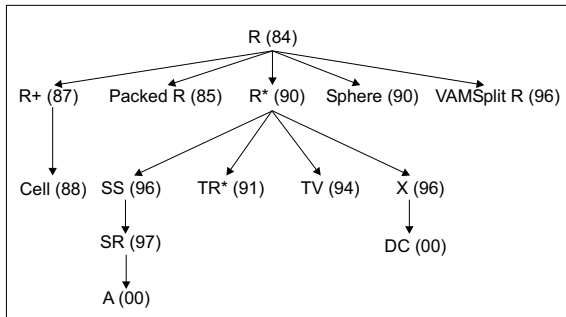 R (84)
R+ (87) Packed R (85) R* (90) Sphere (90) VAMSplit R (96)
Cell (88) SS (96) TR* (91) TV (94) X (96)
SR (97) DC (00)
A (00)